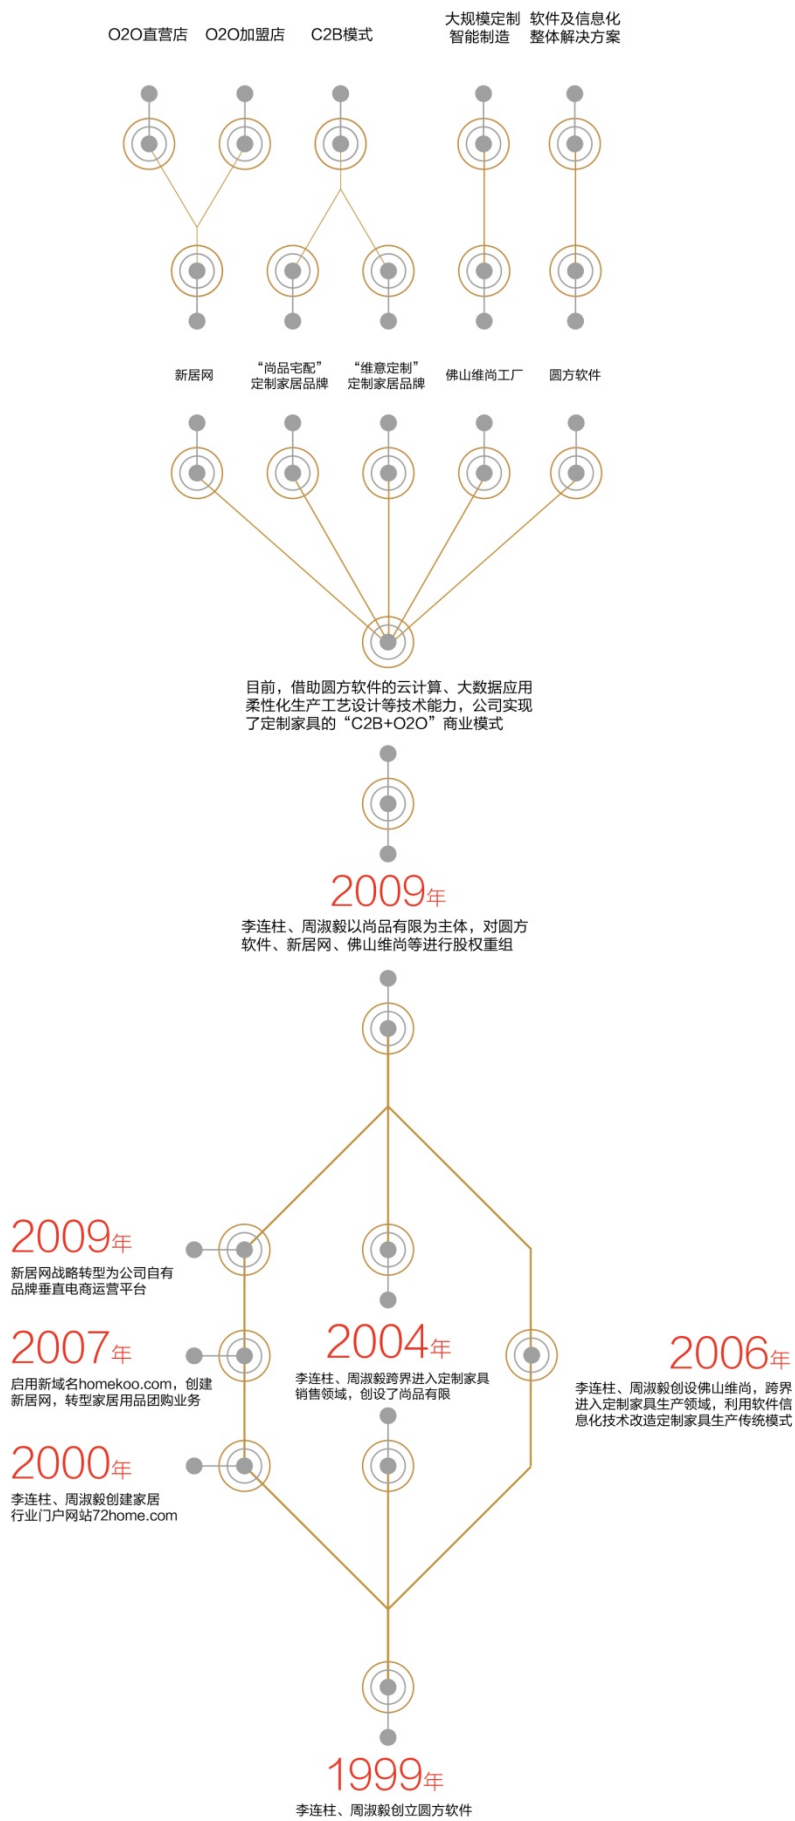 O2O直营店
O2O加盟店
C2B模式
大规模定制
智能制造
软件及信息化
整体解决方案
新居网
“尚品宅配”
定制家居品牌
“维意定制”
定制家居品牌
佛山维尚工厂
圆方软件
目前，借助圆方软件的云计算、大数据应用
柔性化生产工艺设计等技术能力，公司实现
了定制家具的“C2B+O2O”商业模式
2009年
李连柱、周淑毅以尚品有限为主体，对圆方
软件、新居网、佛山维尚等进行股权重组
2009年
新居网战略转型为公司自有
品牌垂直电商运营平台
2007年
启用新域名homekoo.com，创建
新居网，转型家居用品团购业务
2004年
李连柱、周淑毅跨界进入定制家具
销售领域，创设了尚品有限
2006年
李连柱、周淑毅创设佛山维尚，跨界
进入定制家具生产领域，利用软件信
息化技术改造定制家具生产传统模式
2000年
李连柱、周淑毅创建家居
行业门户网站72home.com
1999年
李连柱、周淑毅创立圆方软件